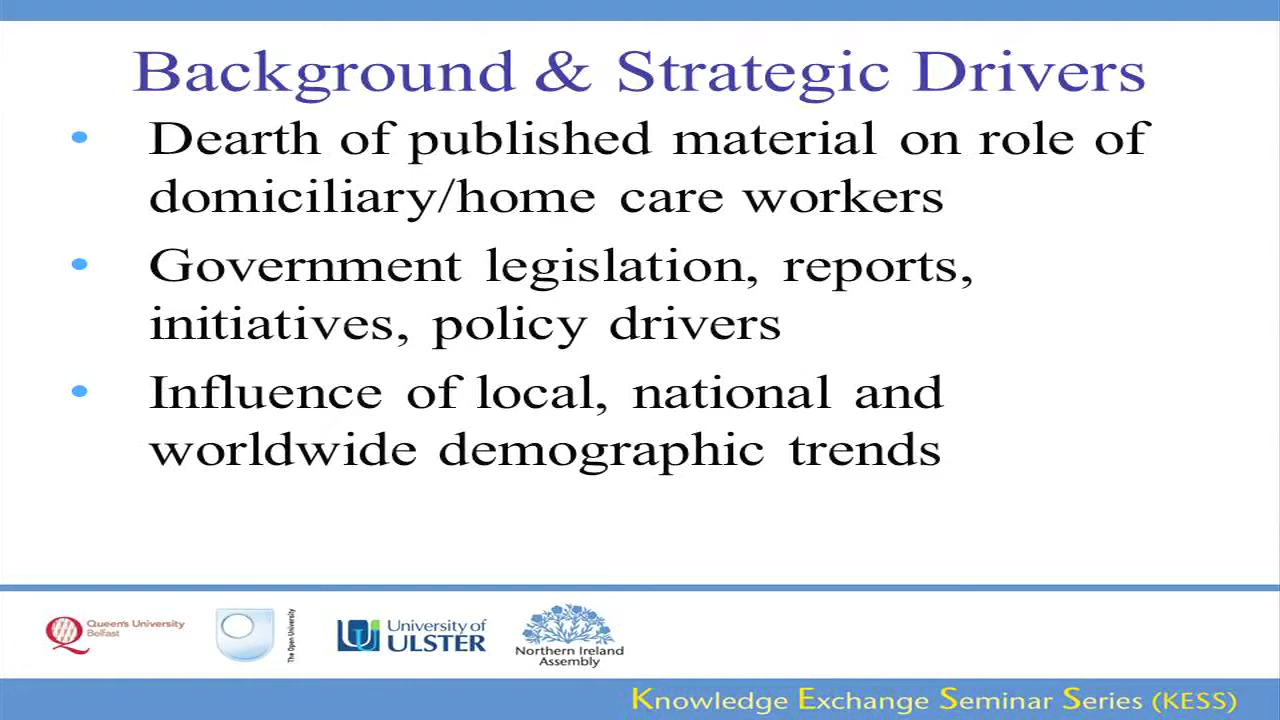 Background & Strategic Drivers
• Dearth of published material on role of
domiciliary/home care workers
• Government legislation, reports,
initiatives, policy drivers
• Influence of local, national and
worldwide demographic trends
Queen's University
Belfast
The Open University
University of
ULSTER
Northern Ireland
Assembly
Knowledge Exchange Seminar Series (KESS)